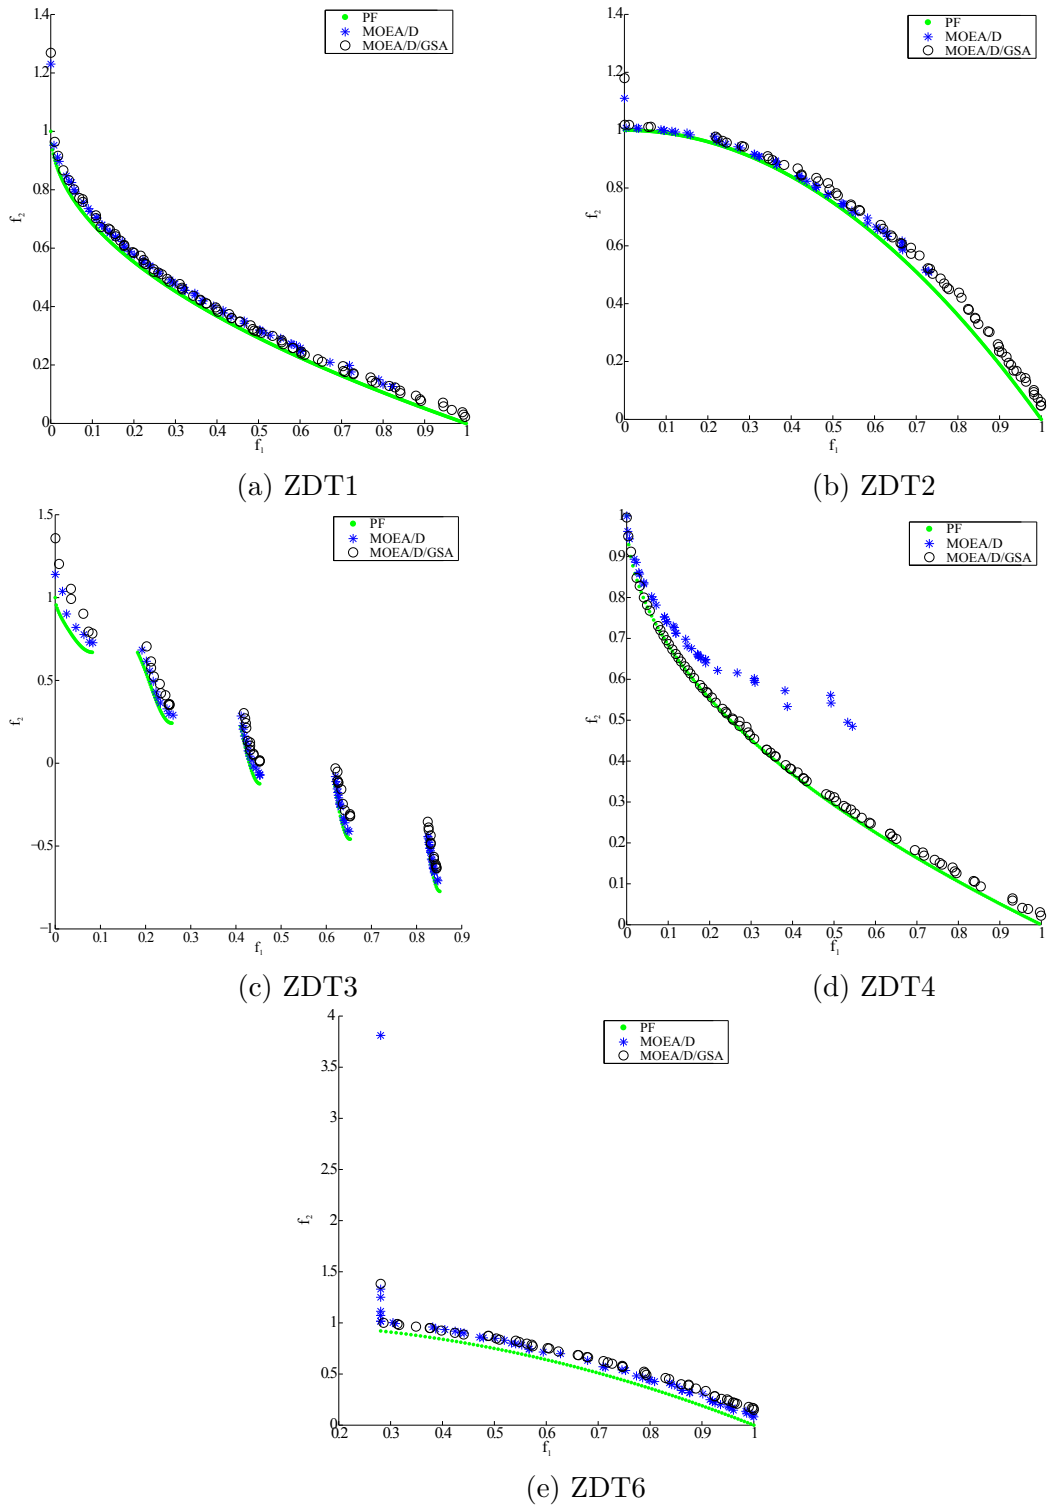 1.4
1.2
1
0.8
0.6
0.4
0.2
0
f₂
PF
MOEA/D
MOEA/D/GSA
0 0.1 0.2 0.3 0.4 0.5 0.6 0.7 0.8 0.9 1
f₁
(a) ZDT1
1.4
1.2
1
0.8
0.6
0.4
0.2
0
f₂
PF
MOEA/D
MOEA/D/GSA
0 0.2 0.4 0.6 0.8 1
f₁
(b) ZDT2
1.5
1
0.5
0
−0.5
−1
f₂
PF
MOEA/D
MOEA/D/GSA
0 0.1 0.2 0.3 0.4 0.5 0.6 0.7 0.8 0.9
f₁
(c) ZDT3
1
0.9
0.8
0.7
0.6
0.5
0.4
0.3
0.2
0.1
0
f₂
PF
MOEA/D
MOEA/D/GSA
0 0.1 0.2 0.3 0.4 0.5 0.6 0.7 0.8 0.9 1
f₁
(d) ZDT4
4
3.5
3
2.5
2
1.5
1
0.5
0
f₂
PF
MOEA/D
MOEA/D/GSA
0.2 0.3 0.4 0.5 0.6 0.7 0.8 0.9 1
f₁
(e) ZDT6